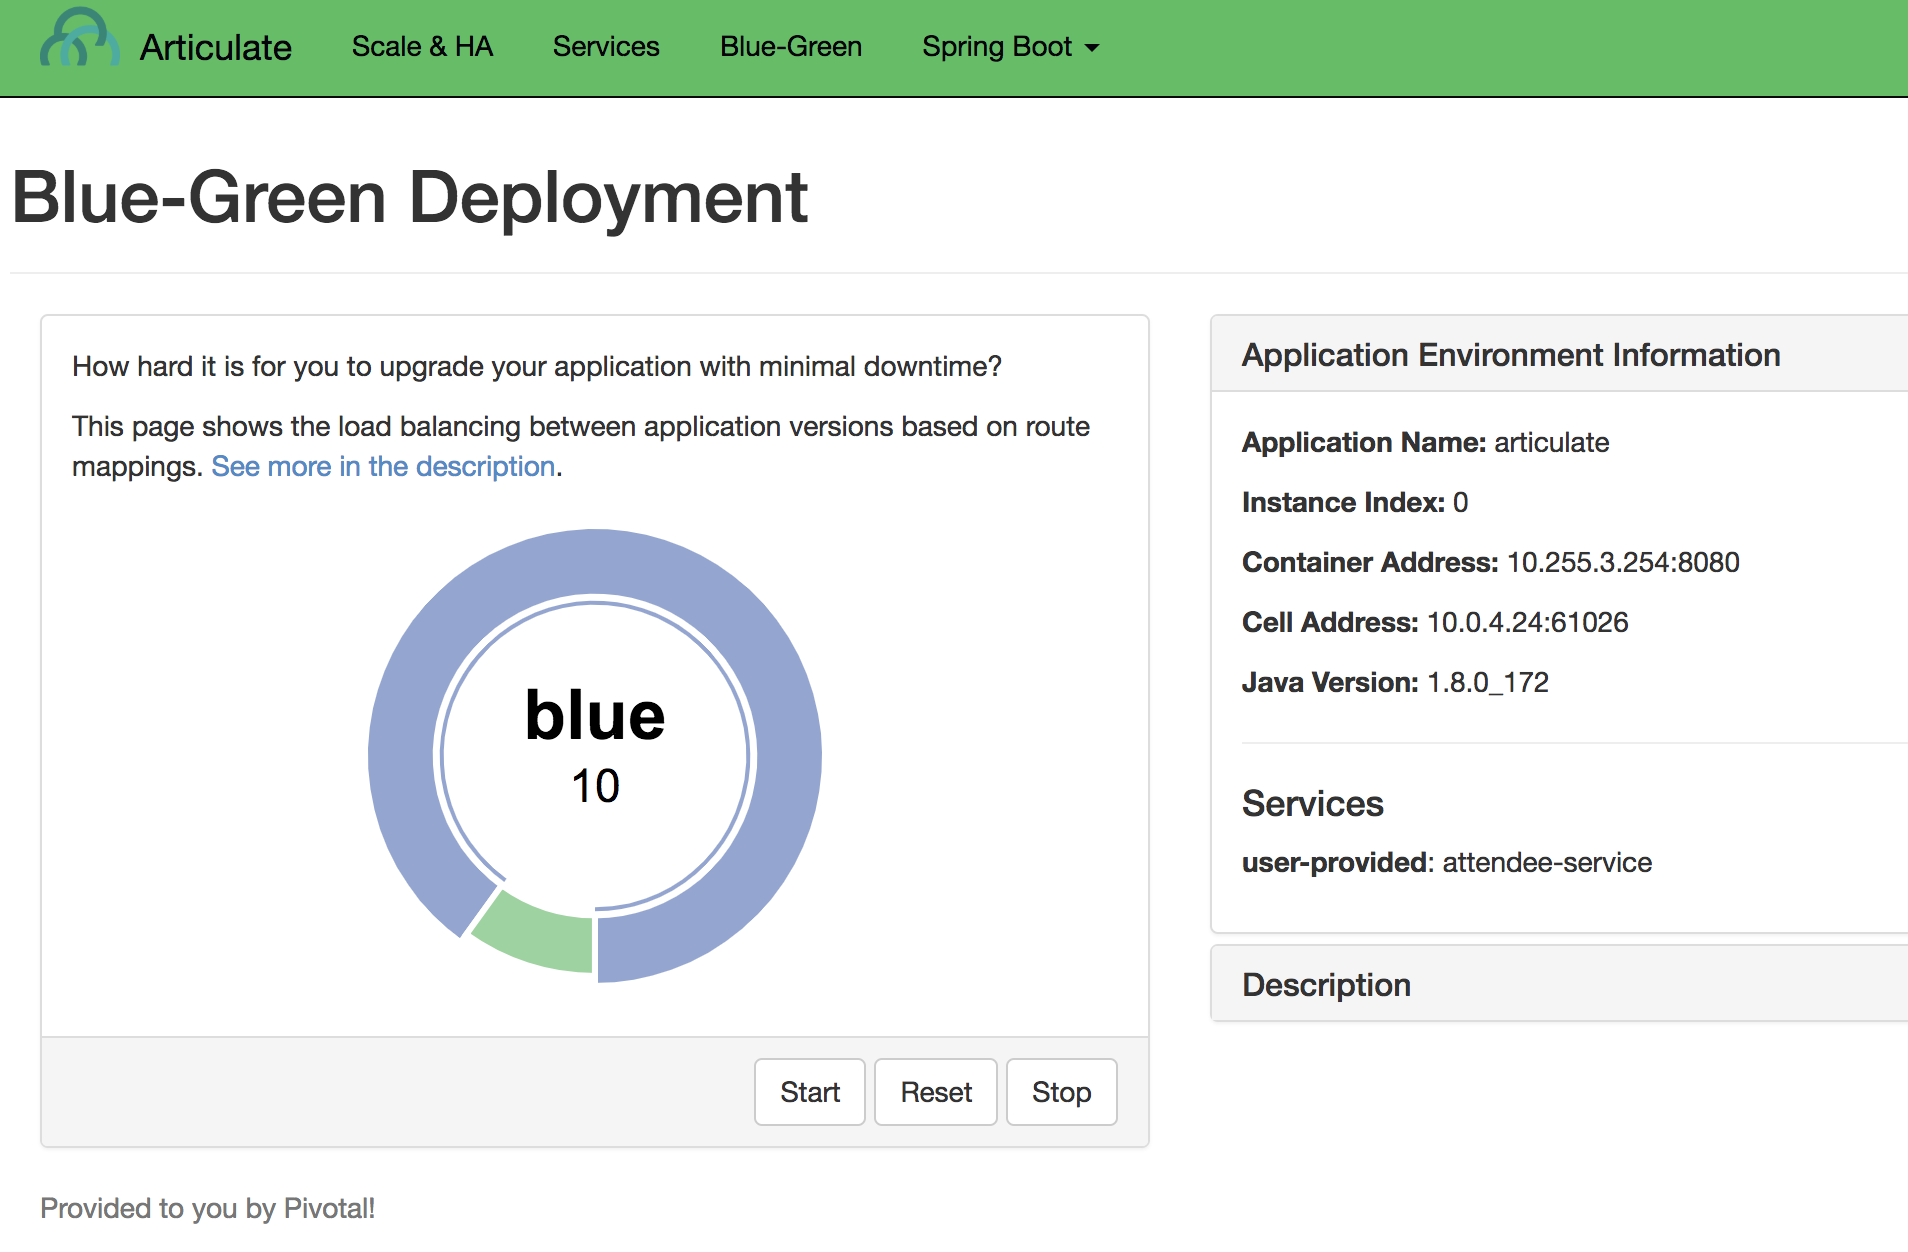 Articulate Scale & HA Services Blue-Green Spring Boot
Blue-Green Deployment
How hard it is for you to upgrade your application with minimal downtime?
This page shows the load balancing between application versions based on route
mappings. See more in the description.
blue
10
Start Reset Stop
Application Environment Information
Application Name: articulate
Instance Index: 0
Container Address: 10.255.3.254:8080
Cell Address: 10.0.4.24:61026
Java Version: 1.8.0_172
Services
user-provided: attendee-service
Description
Provided to you by Pivotal!